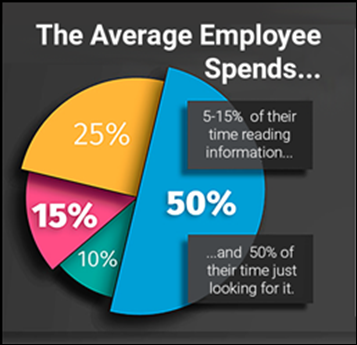 The Average Employee
Spends...
25%
5-15% of their
time reading
information...
15%
50%
10%
...and 50% of
their time just
looking for it.